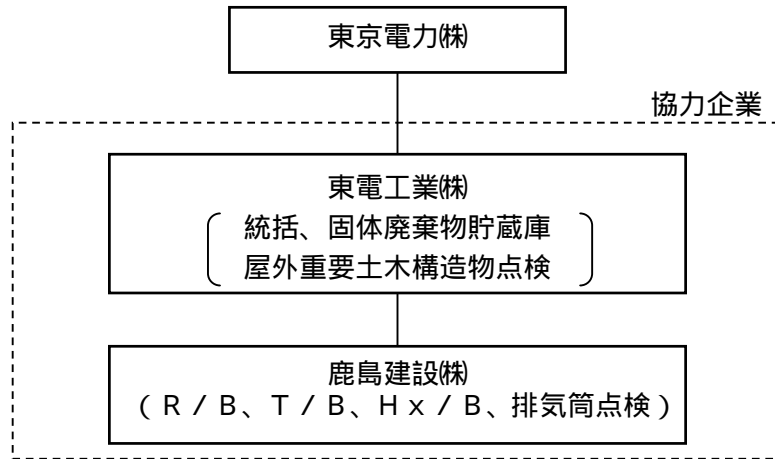 東京電力㈱
協力企業
東電工業㈱
統括、固体廃棄物貯蔵庫
屋外重要土木構造物点検
鹿島建設㈱
（Ｒ／Ｂ、Ｔ／Ｂ、Ｈｘ／Ｂ、排気筒点検）